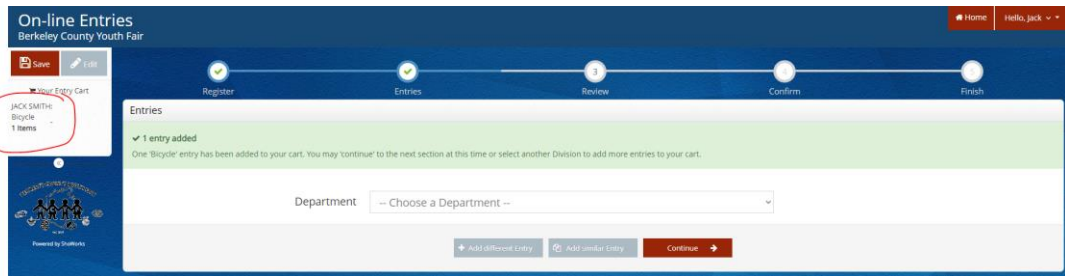 On-line Entries
Berkeley County Youth Fair
Home
Hello, Jack
Save
Edit
Your Entry Cart
JACK SMITH:
Bicycle
1 Items
Register
Entries
3
Review
Confirm
Finish
Entries
✔ 1 entry added
One 'Bicycle' entry has been added to your cart. You may 'continue' to the next section at this time or select another Division to add more entries to your cart.
Department
-- Choose a Department --
+ Add different Entry
Add similar Entry
Continue →
Powered by ShoWorks